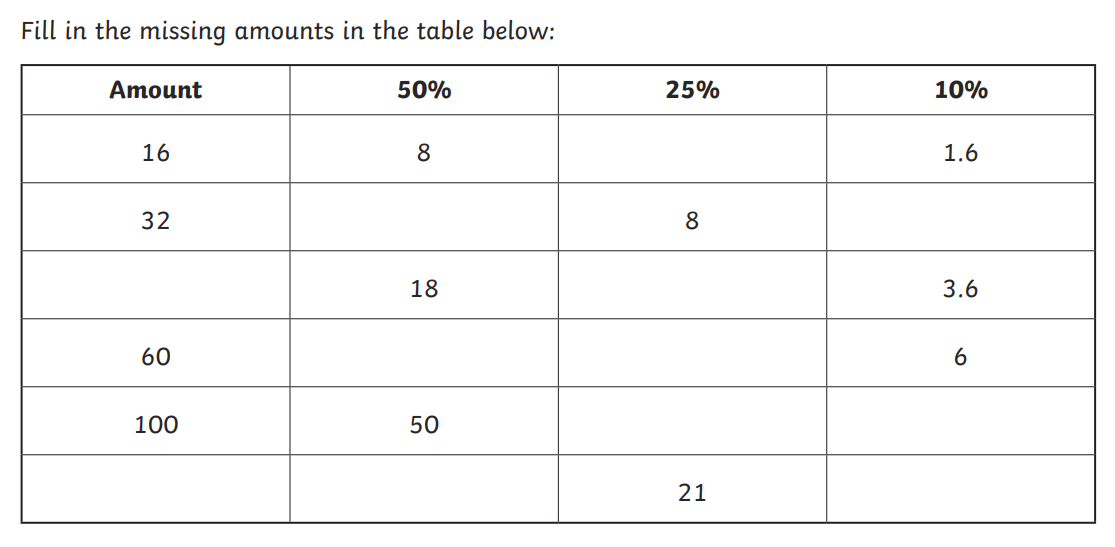 Fill in the missing amounts in the table below:
Amount 50% 25% 10%
16 8 1.6
32 8
18 3.6
60 6
100 50
21